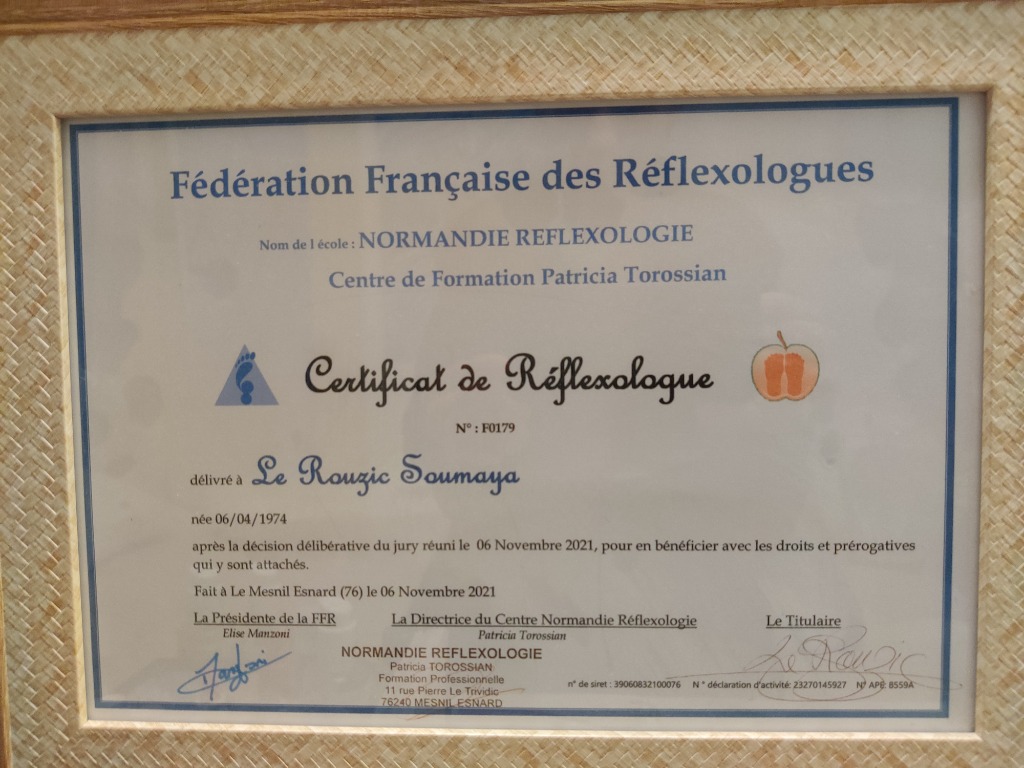 Fédération Française des Réflexologues
Nom de l école : NORMANDIE REFLEXOLOGIE
Centre de Formation Patricia Torossian
Certificat de Réflexologue
N° : F0179
délivré à Le Rouzic Soumaya
née 06/04/1974
après la décision délibérative du jury réuni le 06 Novembre 2021, pour en bénéficier avec les droits et prérogatives
qui y sont attachés.
Fait à Le Mesnil Esnard (76) le 06 Novembre 2021
La Présidente de la FFR La Directrice du Centre Normandie Réflexologie Le Titulaire
Elise Manzoni Patricia Torossian
NORMANDIE REFLEXOLOGIE
Patricia TOROSSIAN
Formation Professionnelle
11 rue Pierre Le Trividic
76240 MESNIL ESNARD
Manzoni
Le Rouzic
n° de siret : 39060832100076 N ° déclaration d'activité: 23270145927 N° APE: 8559A